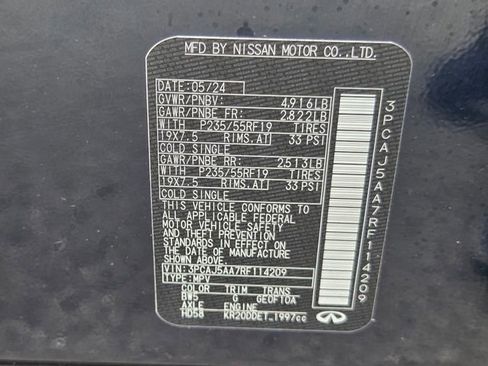 MFD BY NISSAN MOTOR CO.,LTD.
DATE: 05/24
GVWR/PNBV: 4,916LB
GAWR/PNBE FR: 2,822LB
WITH P235/55RF19 TIRES
19X7.5 RIMS.AT 33 PSI
COLD SINGLE
GAWR/PNBE RR: 2,513LB
WITH P235/55RF19 TIRES
19X7.5 RIMS.AT 33 PSI
COLD SINGLE
THIS VEHICLE CONFORMS TO
ALL APPLICABLE FEDERAL
MOTOR VEHICLE SAFETY
AND THEFT PREVENTION
STANDARDS IN EFFECT ON
THE DATE OF MANUFACTURE
SHOWN ABOVE.
VIN: 3PCAJ5AA7RF114209
TYPE: MPV
COLOR TRIM TRANS
BW5 G GE0F10A
AXLE ENGINE
HD58 KR20DDET 1997cc
3PCAJ5AA7RF114209